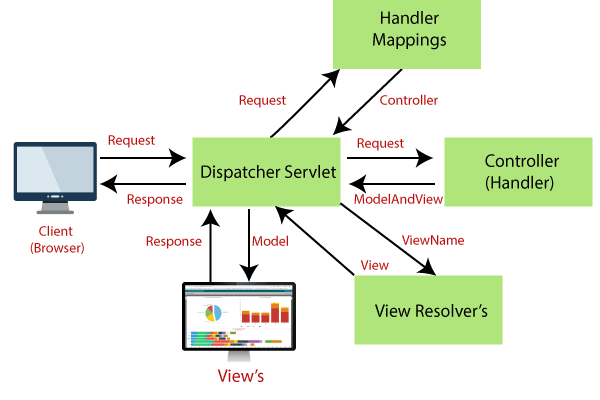 Handler
Mappings
Request
Controller
Request
Dispatcher Servlet
Request
Controller
(Handler)
Response
ModelAndView
Client
(Browser)
Response
Model
ViewName
View
View Resolver's
View's